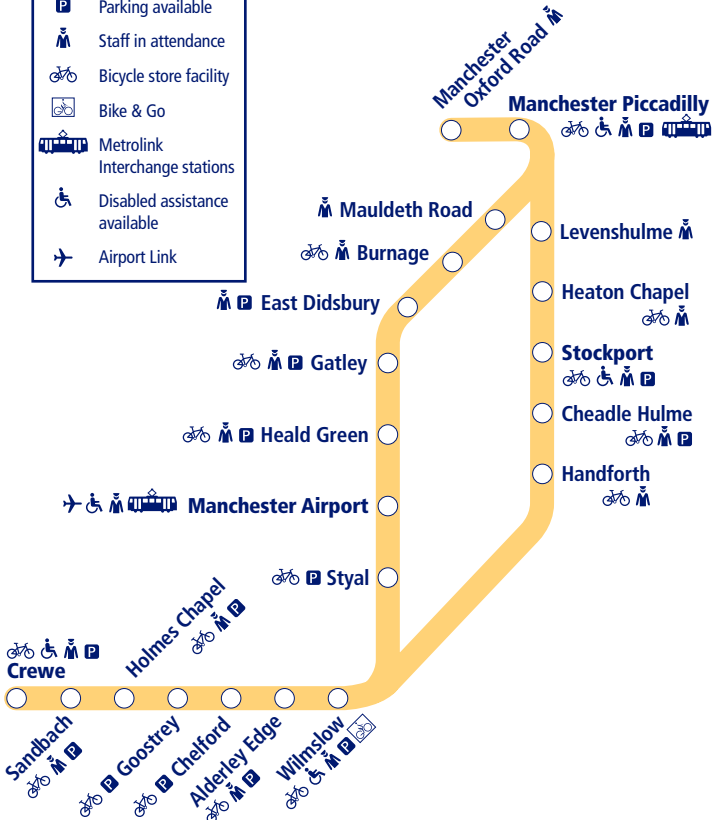 Parking available
Staff in attendance
Bicycle store facility
Bike & Go
Metrolink
Interchange stations
Disabled assistance
available
Airport Link
Manchester
Oxford Road
Manchester Piccadilly
P
Mauldeth Road
Levenshulme
Burnage
Heaton Chapel
P East Didsbury
Stockport
P
P Gatley
Cheadle Hulme
P
P Heald Green
Handforth
Manchester Airport
P Styal
Holmes Chapel
P
P
Crewe
Sandbach
P
P Goostrey
P Chelford
Alderley Edge
P
Wilmslow
P